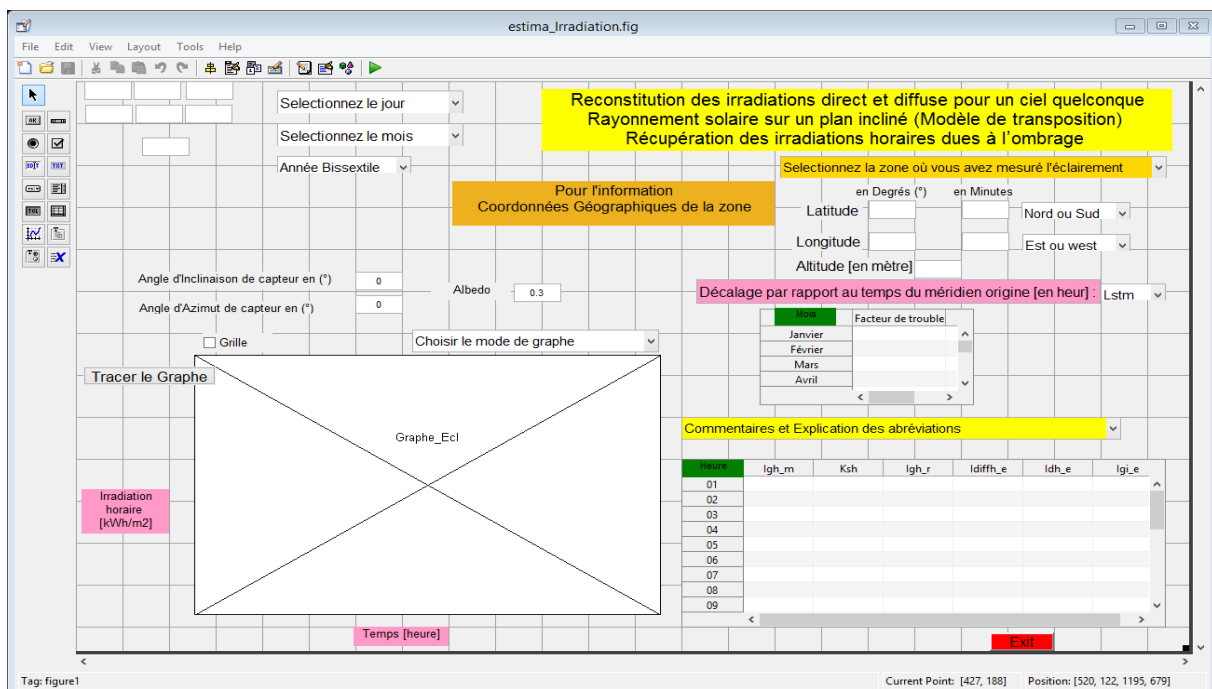 estima_Irradiation.fig
File Edit View Layout Tools Help
OK
EDIT TXT
TGL
Selectionnez le jour
Selectionnez le mois
Année Bissextile
Reconstitution des irradiations direct et diffuse pour un ciel quelconque
Rayonnement solaire sur un plan incliné (Modèle de transposition)
Récupération des irradiations horaires dues à l'ombrage
Selectionnez la zone où vous avez mesuré l'éclairement
Pour l'information
Coordonnées Géographiques de la zone
en Degrés (°) en Minutes
Latitude Nord ou Sud
Longitude Est ou west
Altitude [en mètre]
Angle d'Inclinaison de capteur en (°) 0
Albedo 0.3
Angle d'Azimut de capteur en (°) 0
Décalage par rapport au temps du méridien origine [en heur] : Lstm
Mois Facteur de trouble
Janvier
Février
Mars
Avril
Grille
Choisir le mode de graphe
Tracer le Graphe
Graphe_Ecl
Irradiation
horaire
[kWh/m2]
Temps [heure]
Commentaires et Explication des abréviations
Heure Igh_m Ksh Igh_r Idiffh_e Idh_e Igi_e
01
02
03
04
05
06
07
08
09
Exit
Tag: figure1 Current Point: [427, 188] Position: [520, 122, 1195, 679]